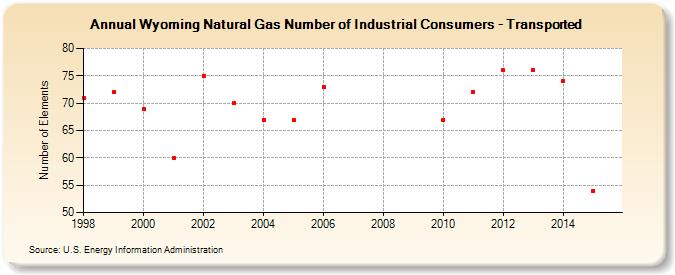 Annual Wyoming Natural Gas Number of Industrial Consumers - Transported
Number of Elements
80
75
70
65
60
55
50
1998 2000 2002 2004 2006 2008 2010 2012 2014
Source: U.S. Energy Information Administration